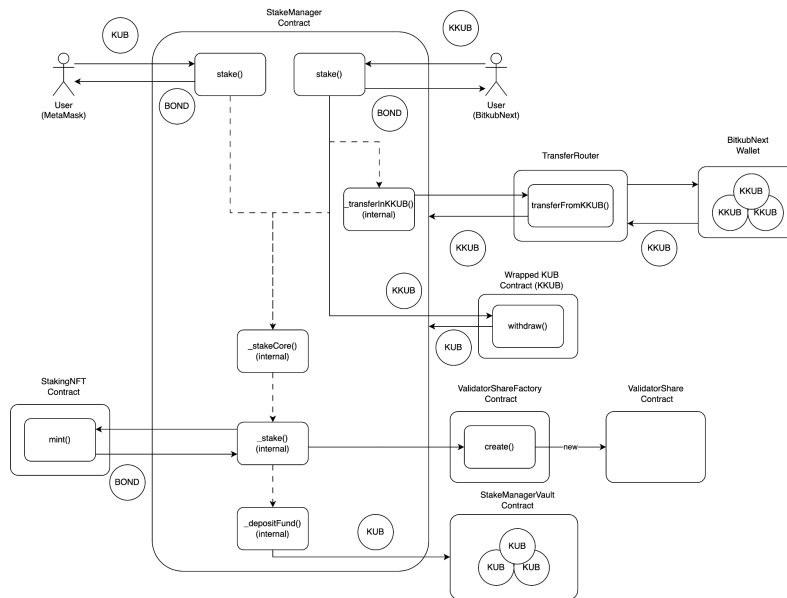 StakeManager
Contract
KUB
KKUB
stake()
stake()
User
(MetaMask)
BOND
BOND
User
(BitkubNext)
TransferRouter
BitkubNext
Wallet
_transferInKKUB()
(internal)
transferFromKKUB()
KKUB
KKUB
KKUB
KKUB
KKUB
KKUB
Wrapped KUB
Contract (KKUB)
withdraw()
KUB
_stakeCore()
(internal)
StakingNFT
Contract
mint()
BOND
_stake()
(internal)
ValidatorShareFactory
Contract
create()
new
ValidatorShare
Contract
_depositFund()
(internal)
KUB
StakeManagerVault
Contract
KUB
KUB
KUB